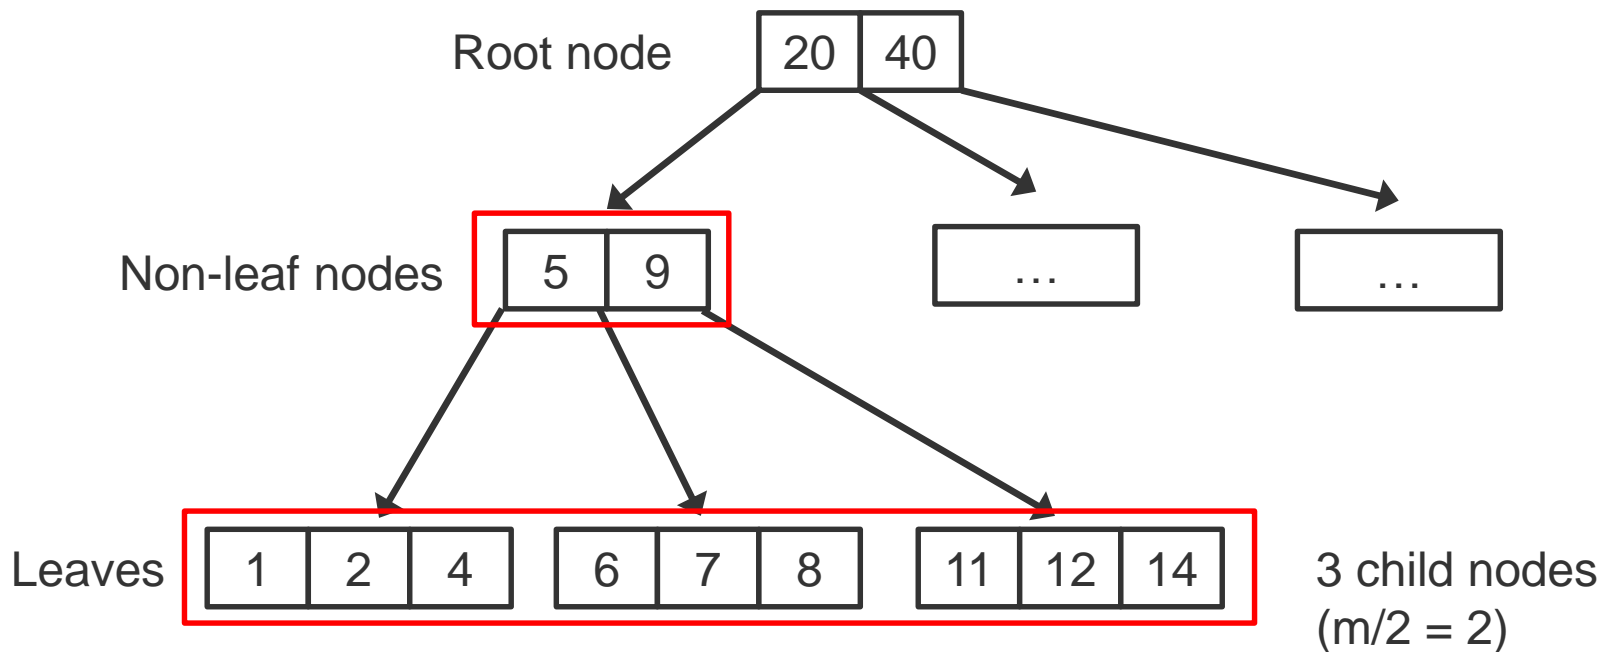 Root node 20 40
Non-leaf nodes 5 9 ... ...
Leaves 1 2 4 6 7 8 11 12 14 3 child nodes
(m/2 = 2)